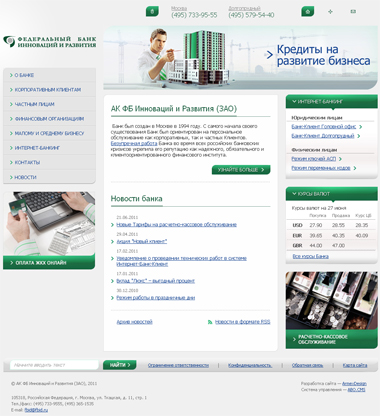 Москва
(495) 733-95-55
Долгопрудный
(495) 579-54-40
ФЕДЕРАЛЬНЫЙ БАНК
ИННОВАЦИЙ И РАЗВИТИЯ
Кредиты на
развитие бизнеса
О БАНКЕ
КОРПОРАТИВНЫМ КЛИЕНТАМ
ЧАСТНЫМ ЛИЦАМ
ФИНАНСОВЫМ ОРГАНИЗАЦИЯМ
МАЛОМУ И СРЕДНЕМУ БИЗНЕСУ
ИНТЕРНЕТ-БАНКИНГ
КОНТАКТЫ
НОВОСТИ
ОПЛАТА ЖКХ ОНЛАЙН
АК ФБ Инноваций и Развития (ЗАО)
Банк был создан в Москве в 1994 году. С самого начала своего
существования Банк был ориентирован на персональное
обслуживание как корпоративных, так и частных Клиентов.
Безупречная работа Банка во время всех российских банковских
кризисов укрепила его репутацию как надежного, обязательного и
клиентоориентированного финансового института.
УЗНАЙТЕ БОЛЬШЕ
Новости банка
21.06.2011
Новые Тарифы на расчетно-кассовое обслуживание
29.04.2011
Акция "Новый клиент"
17.02.2011
Уведомление о проведении технических работ в системе
Интернет-Банк-Клиент
17.01.2011
Вклад "Люкс" – выгодный процент
30.12.2010
Режим работы в праздничные дни
Архив новостей
Новости в формате RSS
ИНТЕРНЕТ-БАНКИНГ
Юридическим лицам
Банк-Клиент Головной офис
Банк-Клиент Долгопрудный
Физическим лицам
Режим ключей АСП
Режим переменных кодов
КУРСЫ ВАЛЮТ
Курсы валют на 27 июня
Покупка Продажа Курс ЦБ
USD 27.90 28.55 28.35
EUR 39.65 40.35 40.09
GBR 44.00 47.00
Все курсы Банка
РАСЧЕТНО-КАССОВОЕ
ОБСЛУЖИВАНИЕ
Начните вводить текст
НАЙТИ
Ограничение ответственности
Конфиденциальность
Обратная связь
Карта сайта
© АК ФБ Инноваций и Развития (ЗАО), 2011
Разработка сайта —
Система управления — ABO.CMS
105318, Российская Федерация, г. Москва, ул. Ткацкая, д. 11, стр. 1
Тел./факс: (495) 733-9555, (495) 365-1535
E-mail: